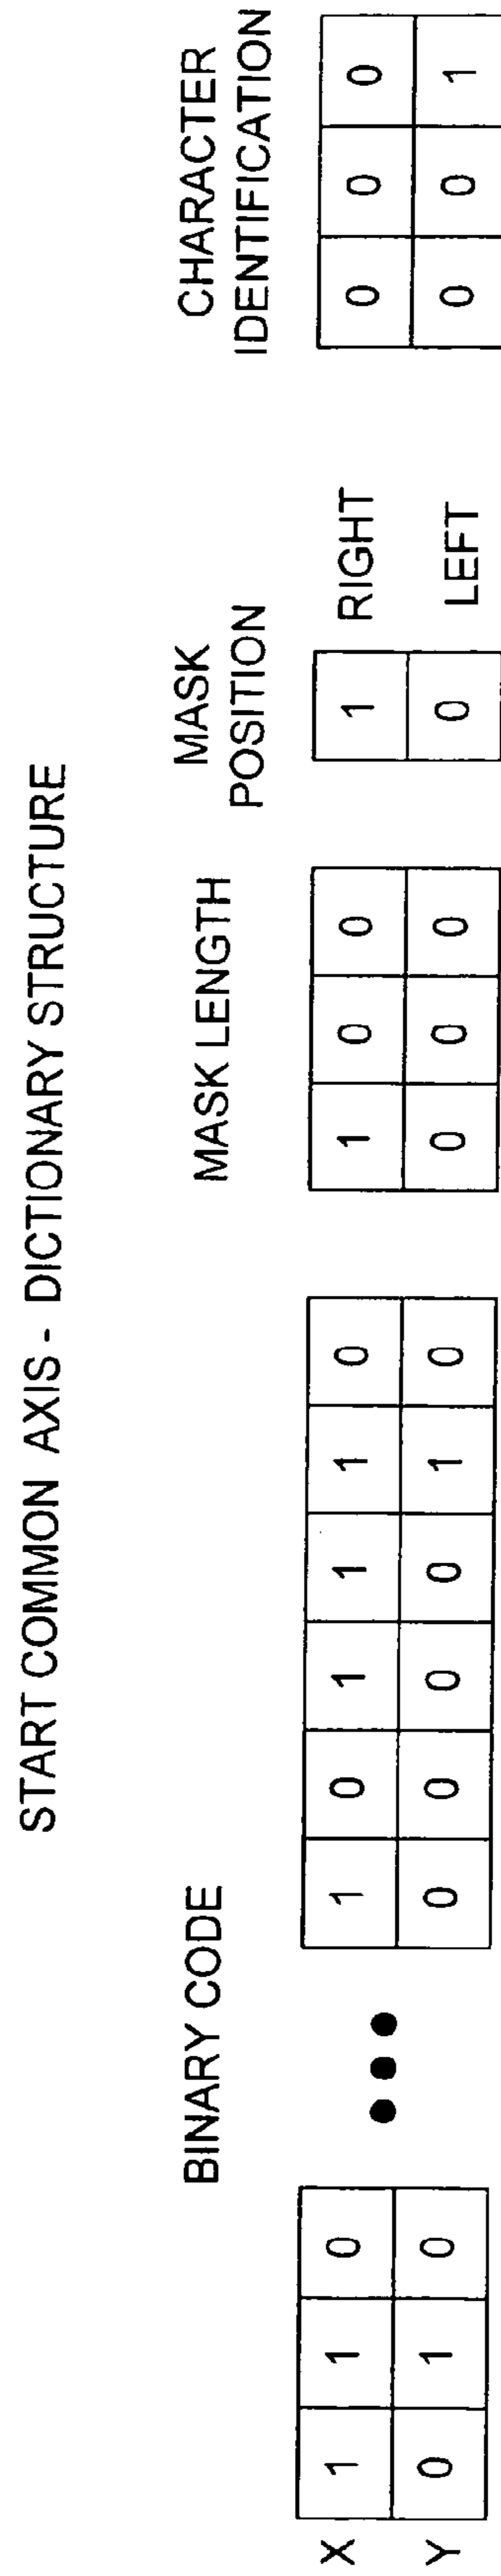 START COMMON AXIS - DICTIONARY STRUCTURE
BINARY CODE
MASK LENGTH
MASK
POSITION
CHARACTER
IDENTIFICATION
X 1 1 0 ••• 1 0 1 1 1 0 1 0 0 1 RIGHT 0 0 0
Y 0 1 0 0 0 0 0 1 0 0 0 0 0 LEFT 0 0 1